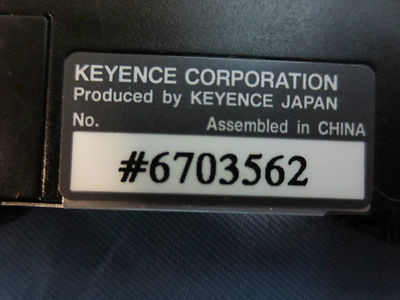 KEYENCE CORPORATION
Produced by KEYENCE JAPAN
No. Assembled in CHINA
#6703562